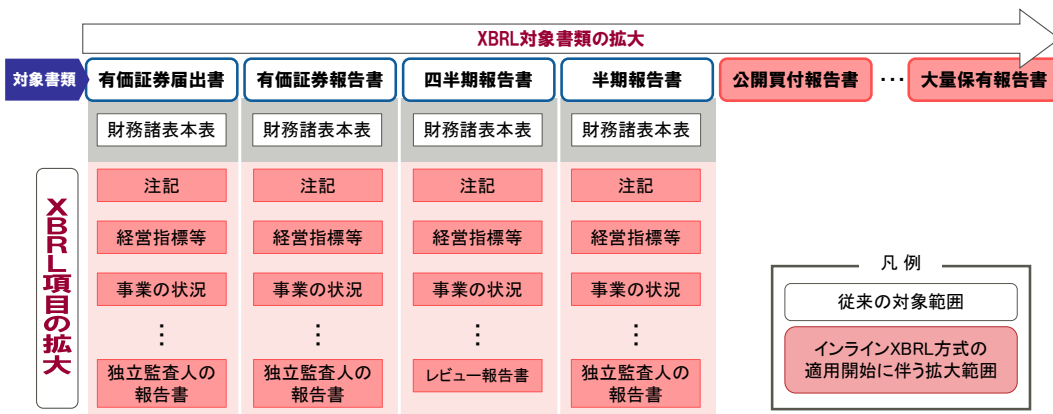 XBRL対象書類の拡大
対象書類
有価証券届出書
有価証券報告書
四半期報告書
半期報告書
公開買付報告書
・・・
大量保有報告書
財務諸表本表
財務諸表本表
財務諸表本表
財務諸表本表
XBRL項目の拡大
注記
注記
注記
注記
経営指標等
経営指標等
経営指標等
経営指標等
事業の状況
事業の状況
事業の状況
事業の状況
⋮
⋮
⋮
⋮
独立監査人の
報告書
独立監査人の
報告書
レビュー報告書
独立監査人の
報告書
凡例
従来の対象範囲
インラインXBRL方式の
適用開始に伴う拡大範囲